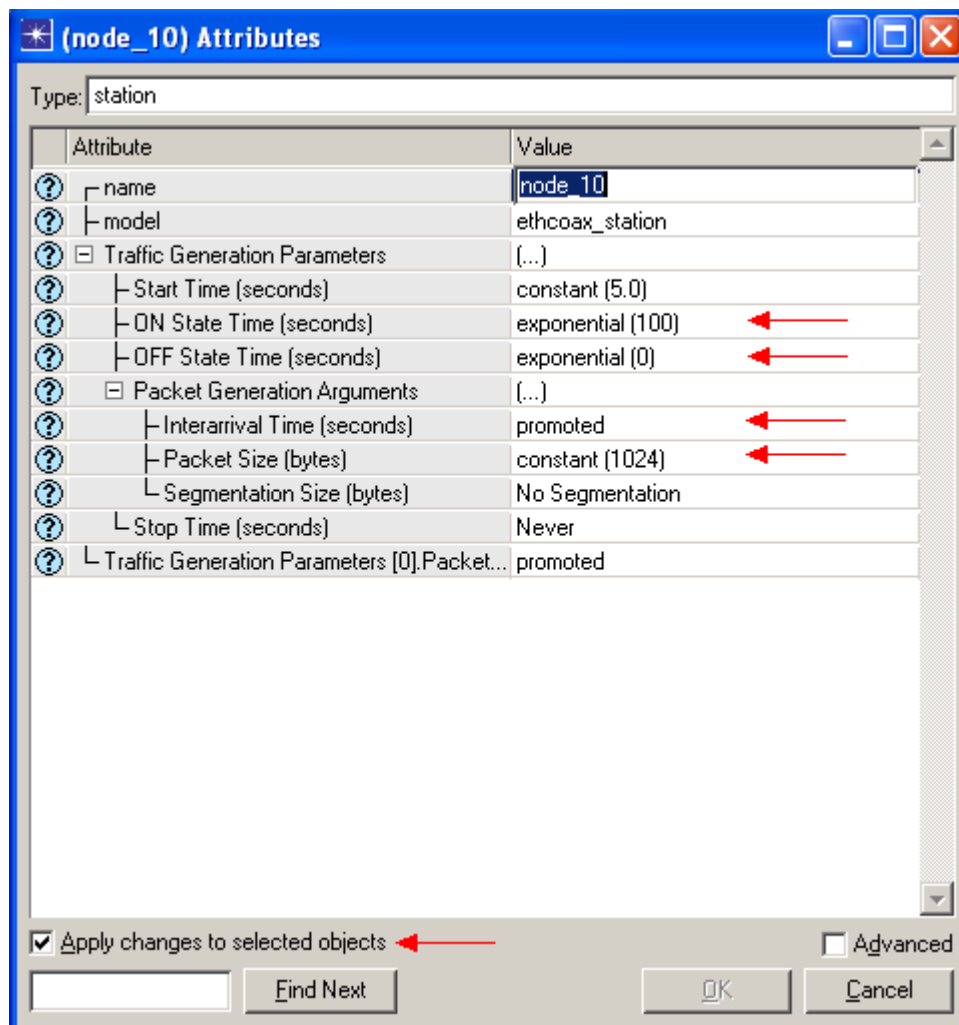 (node_10) Attributes
Type: station
Attribute Value
name node_10
model ethcoax_station
Traffic Generation Parameters (...)
Start Time (seconds) constant (5.0)
ON State Time (seconds) exponential (100)
OFF State Time (seconds) exponential (0)
Packet Generation Arguments (...)
Interarrival Time (seconds) promoted
Packet Size (bytes) constant (1024)
Segmentation Size (bytes) No Segmentation
Stop Time (seconds) Never
Traffic Generation Parameters [0].Packet... promoted
Apply changes to selected objects Advanced
Find Next OK Cancel